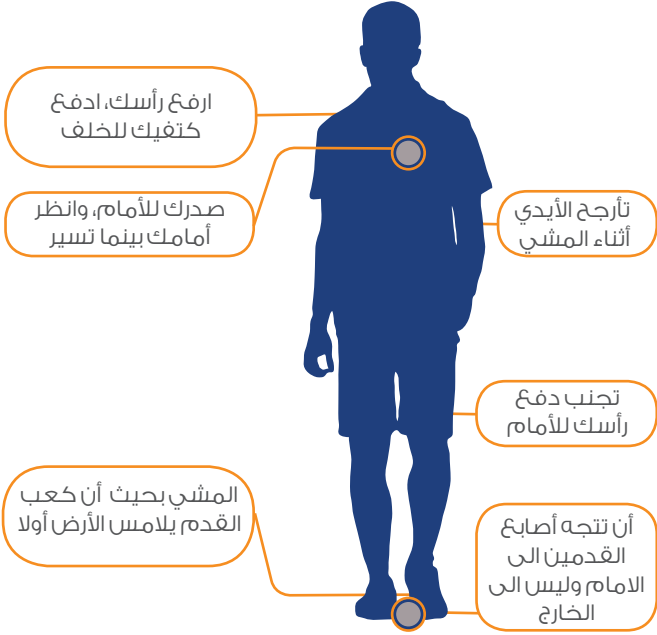 ارفع رأسك، ادفع
كتفيك للخلف
صدرك للأمام، وانظر
أمامك بينما تسير
تأرجح الأيدي
أثناء المشي
تجنب دفع
رأسك للأمام
المشي بحيث أن كعب
القدم يلامس الأرض أولا
أن تتجه أصابع
القدمين الى
الامام وليس الى
الخارج